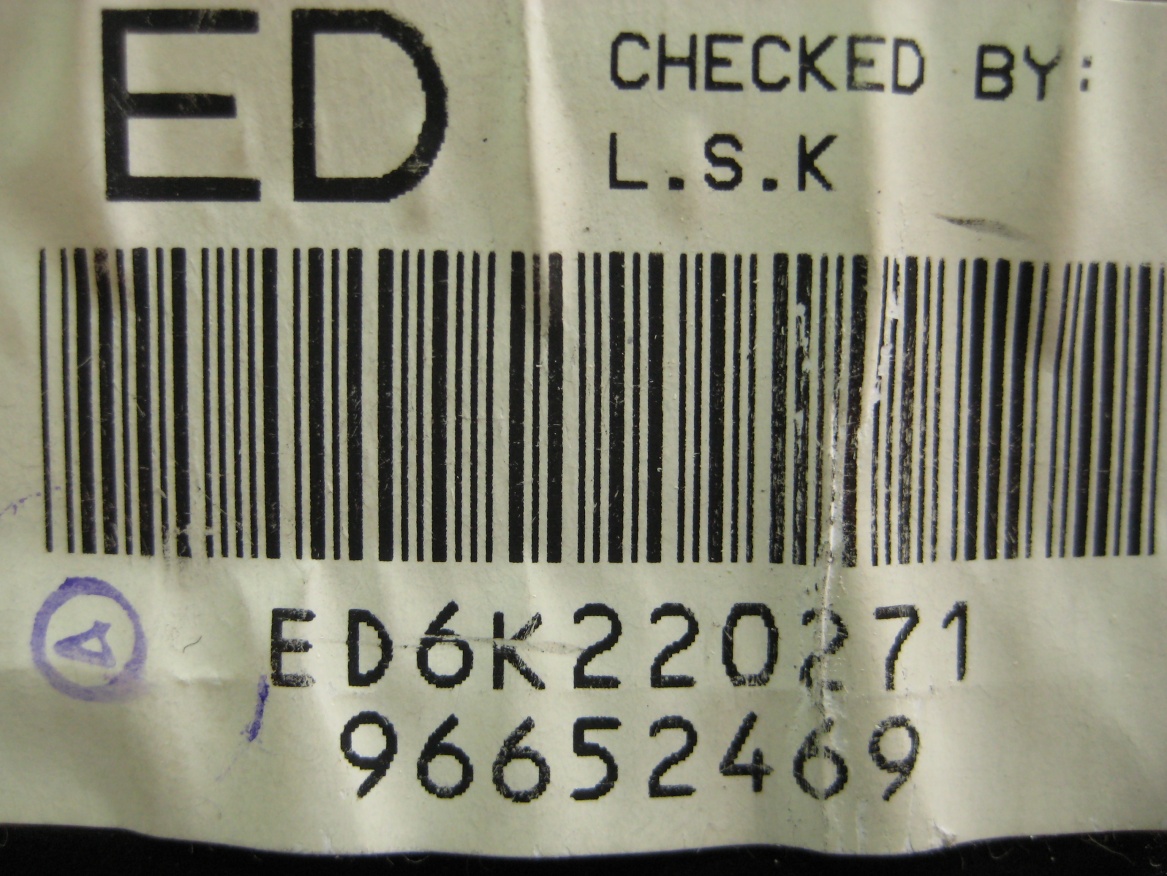 ED
CHECKED BY:
L.S.K
ED6K220271
96652469